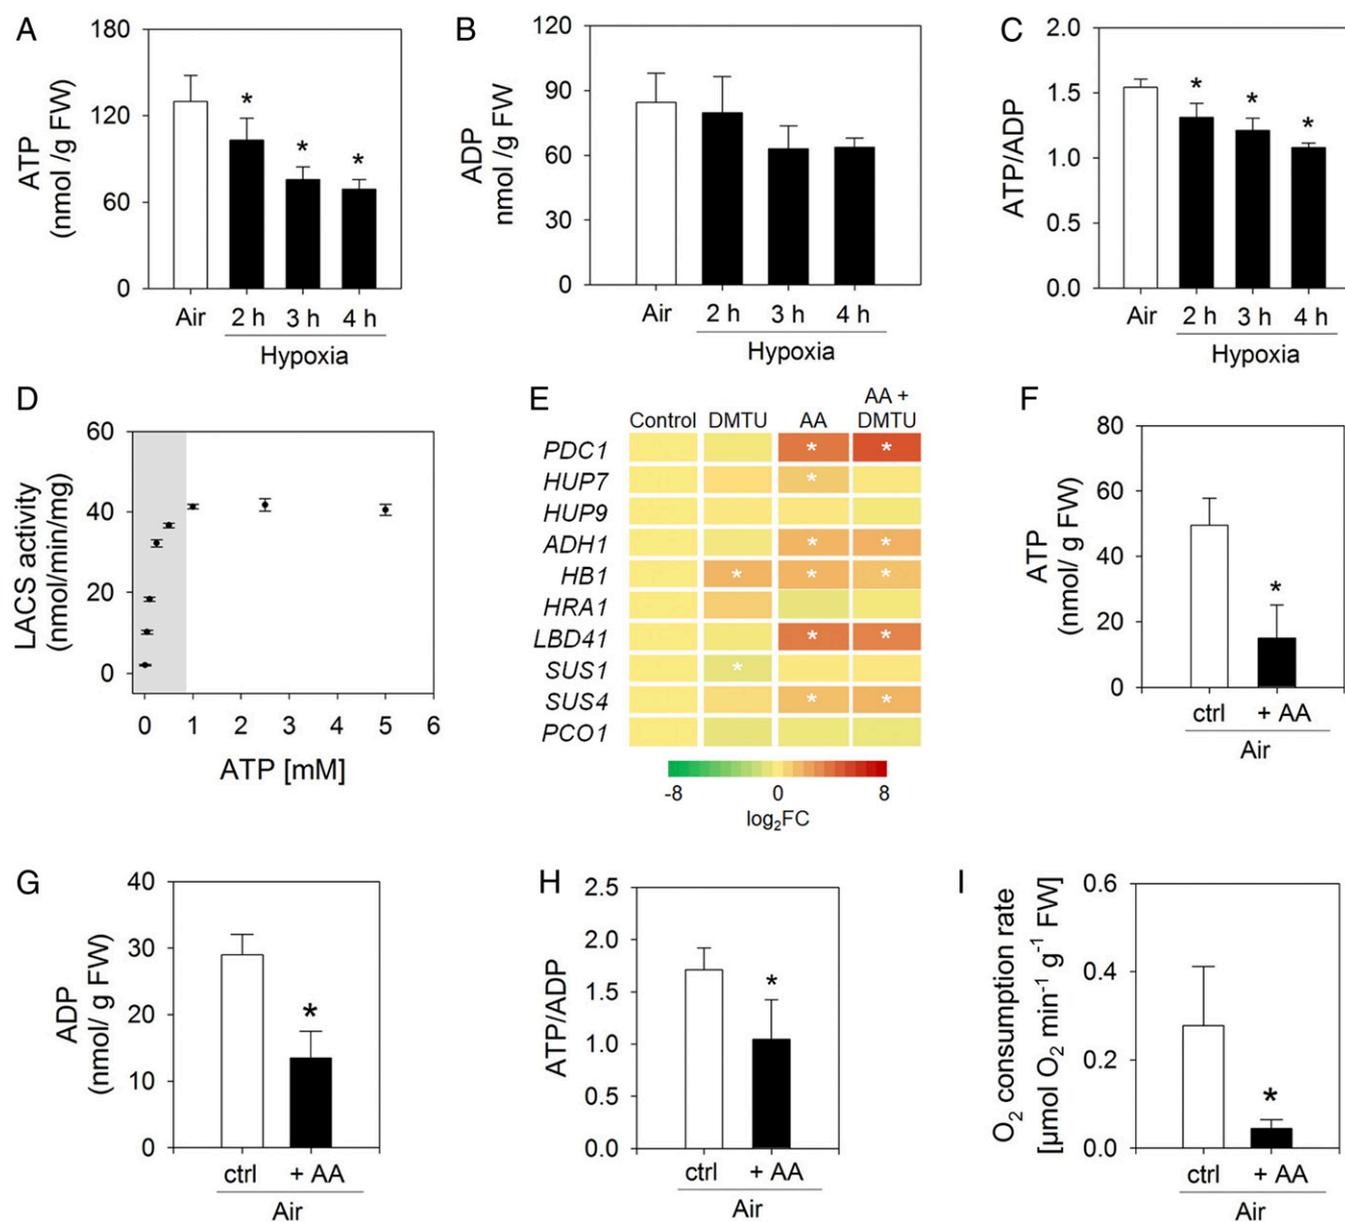 A
ATP
(nmol /g FW)
180
120
60
0
*
*
*
Air
2 h
3 h
4 h
Hypoxia
B
ADP
nmol /g FW
120
90
60
30
0
Air
2 h
3 h
4 h
Hypoxia
C
ATP/ADP
2.0
1.5
1.0
0.5
0.0
*
*
*
Air
2 h
3 h
4 h
Hypoxia
D
LACS activity
(nmol/min/mg)
60
40
20
0
0
1
2
3
4
5
6
ATP [mM]
E
Control
DMTU
AA
AA +
DMTU
PDC1
*
*
HUP7
*
HUP9
ADH1
*
*
HB1
*
*
*
HRA1
LBD41
*
*
SUS1
*
SUS4
*
*
PCO1
-8
0
8
log₂FC
F
ATP
(nmol/ g FW)
80
60
40
20
0
*
ctrl
+ AA
Air
G
ADP
(nmol/ g FW)
40
30
20
10
0
*
ctrl
+ AA
Air
H
ATP/ADP
2.5
2.0
1.5
1.0
0.5
0.0
*
ctrl
+ AA
Air
I
O₂ consumption rate
[µmol O₂ min⁻¹ g⁻¹ FW]
0.6
0.4
0.2
0.0
*
ctrl
+ AA
Air